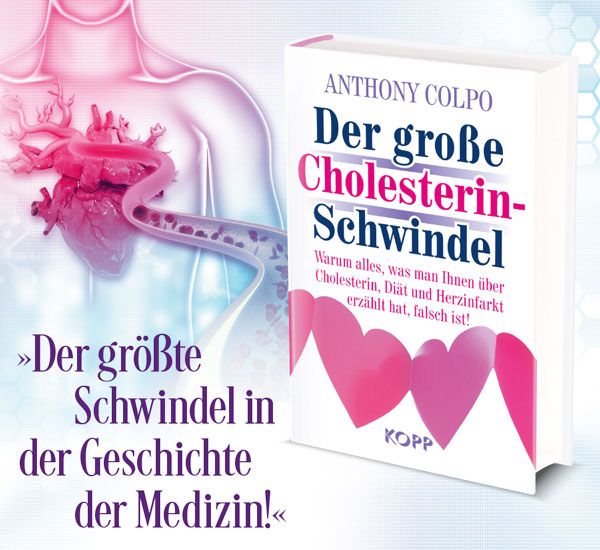 ANTHONY COLPO
Der große
Cholesterin-
Schwindel
Warum alles, was man Ihnen über
Cholesterin, Diät und Herzinfarkt
erzählt hat, falsch ist!
KOPP
»Der größte
Schwindel in
der Geschichte
der Medizin!«